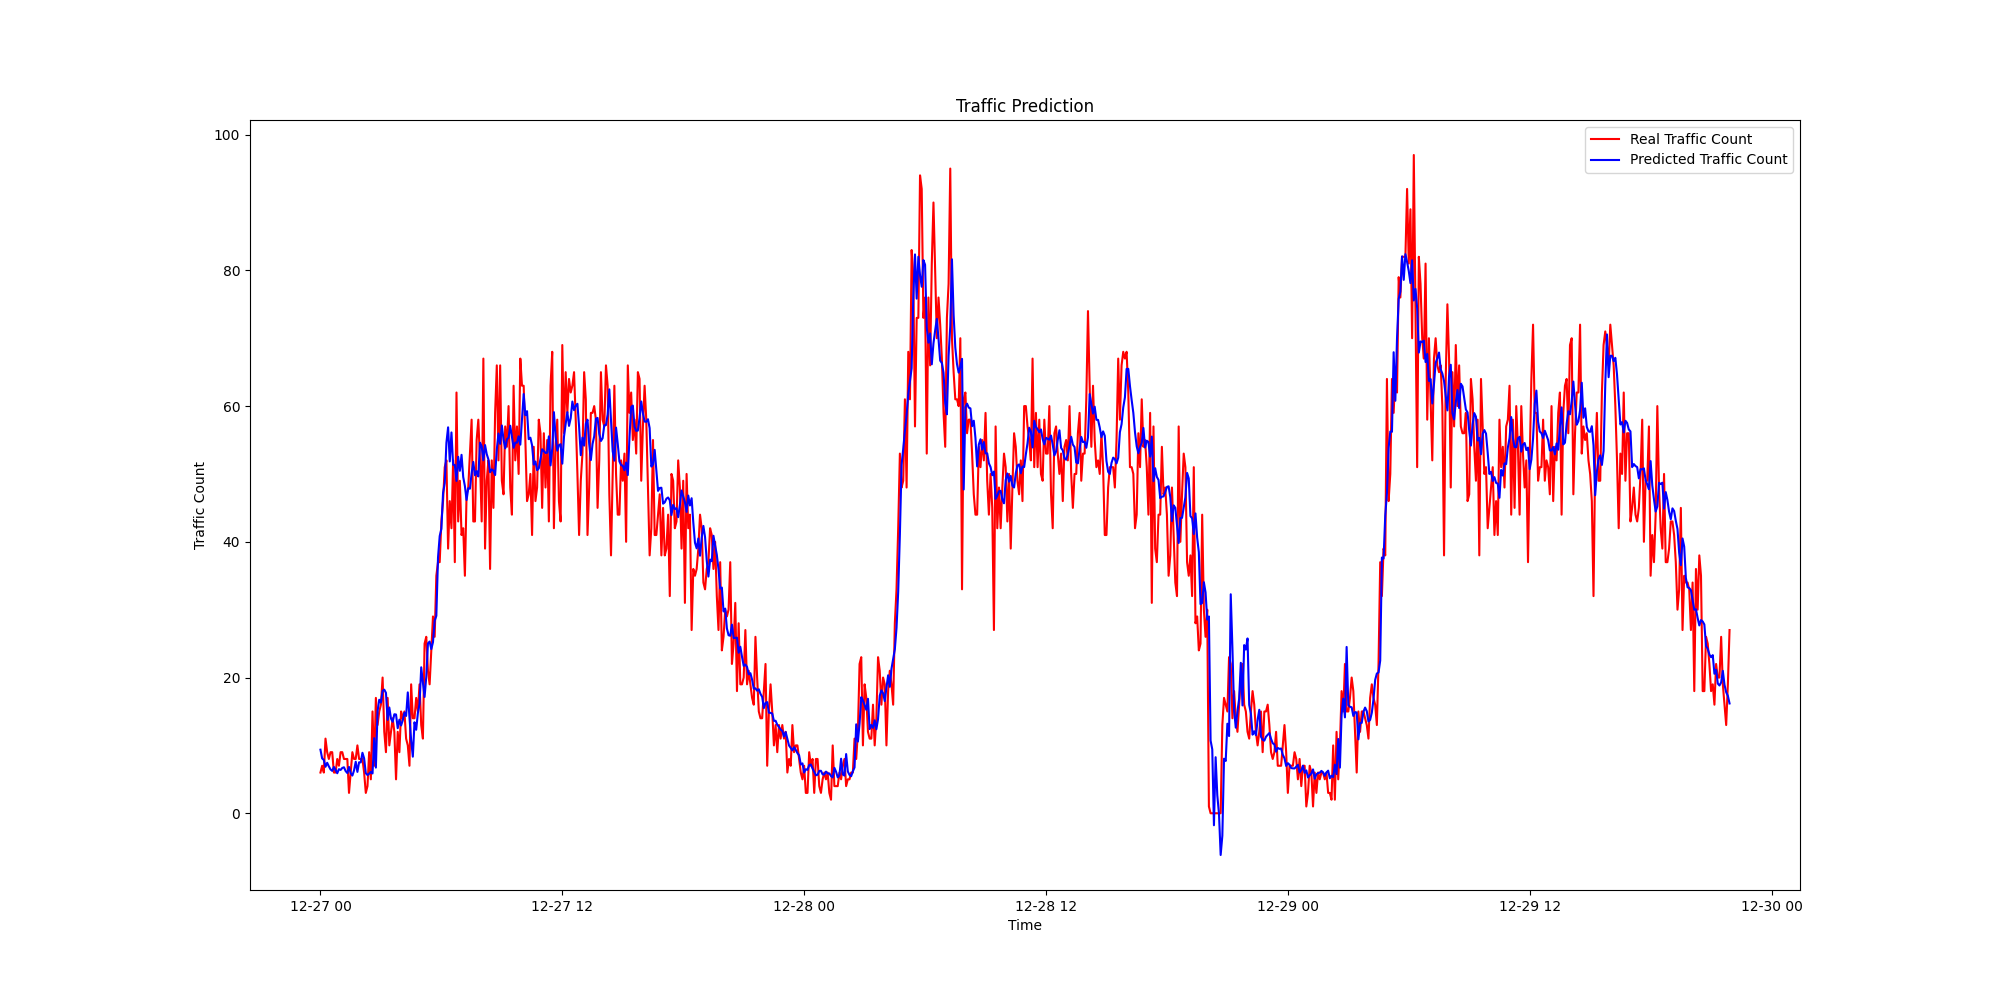 Traffic Prediction
Real Traffic Count
Predicted Traffic Count
100
80
60
40
20
0
Traffic Count
12-27 00
12-27 12
12-28 00
12-28 12
12-29 00
12-29 12
12-30 00
Time